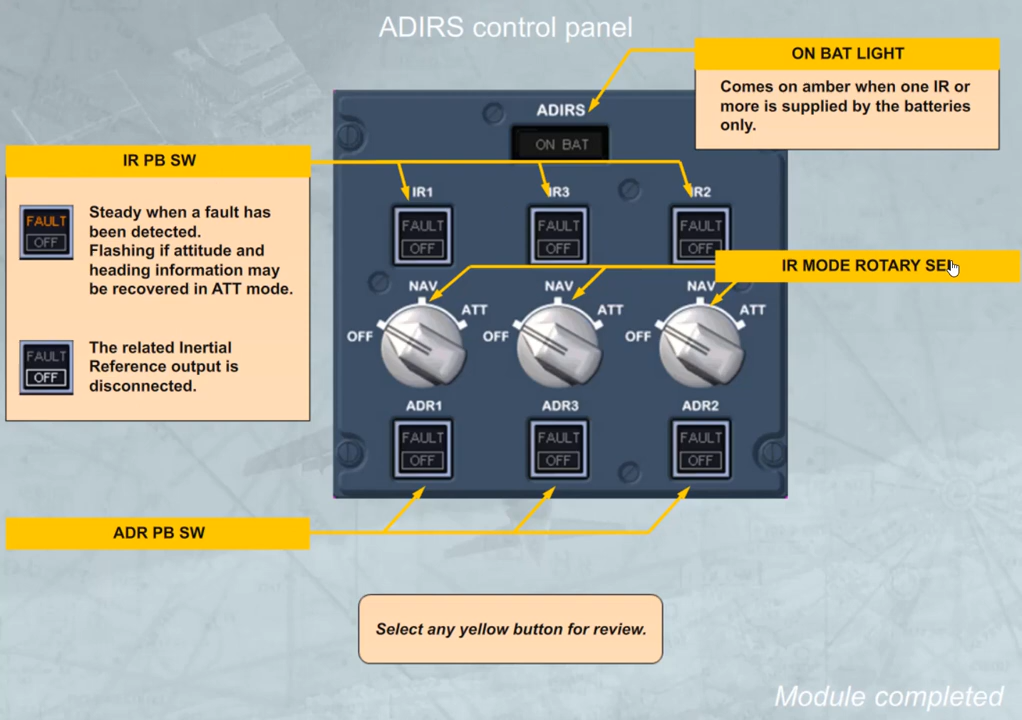 ADIRS control panel
ON BAT LIGHT
Comes on amber when one IR or
more is supplied by the batteries
only.
ADIRS
ON BAT
IR PB SW
FAULT
OFF
Steady when a fault has
been detected.
Flashing if attitude and
heading information may
be recovered in ATT mode.
FAULT
OFF
The related Inertial
Reference output is
disconnected.
IR1
IR3
IR2
FAULT
OFF
FAULT
OFF
FAULT
OFF
IR MODE ROTARY SEL
NAV
NAV
NAV
ATT
ATT
ATT
OFF
OFF
OFF
ADR1
ADR3
ADR2
FAULT
OFF
FAULT
OFF
FAULT
OFF
ADR PB SW
Select any yellow button for review.
Module completed